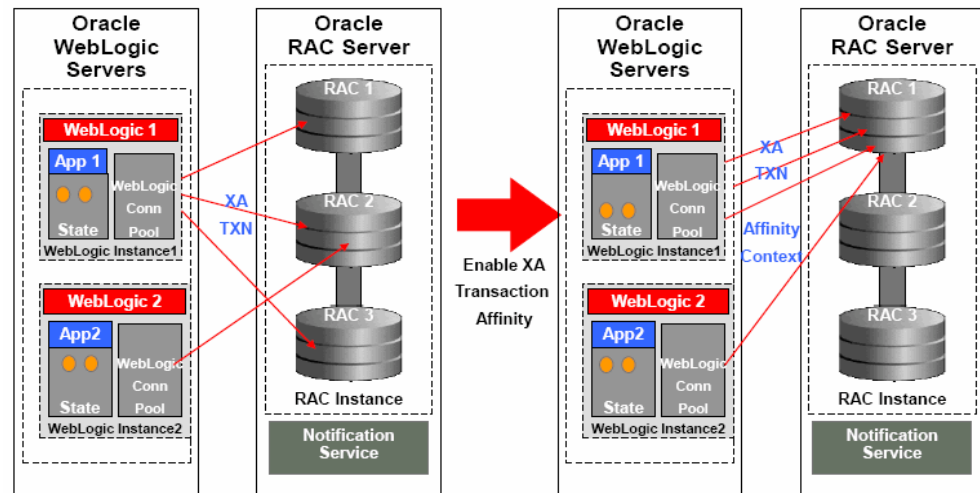 Oracle
WebLogic
Servers
WebLogic 1
App 1
State
WebLogic
Conn
Pool
WebLogic Instance1
WebLogic 2
App2
State
WebLogic
Conn
Pool
WebLogic Instance2
XA
TXN
Oracle
RAC Server
RAC 1
RAC 2
RAC 3
RAC Instance
Notification
Service
Enable XA
Transaction
Affinity
Oracle
WebLogic
Servers
WebLogic 1
App 1
State
WebLogic
Conn
Pool
WebLogic Instance1
WebLogic 2
App2
State
WebLogic
Conn
Pool
WebLogic Instance2
XA
TXN
Affinity
Context
Oracle
RAC Server
RAC 1
RAC 2
RAC 3
RAC Instance
Notification
Service